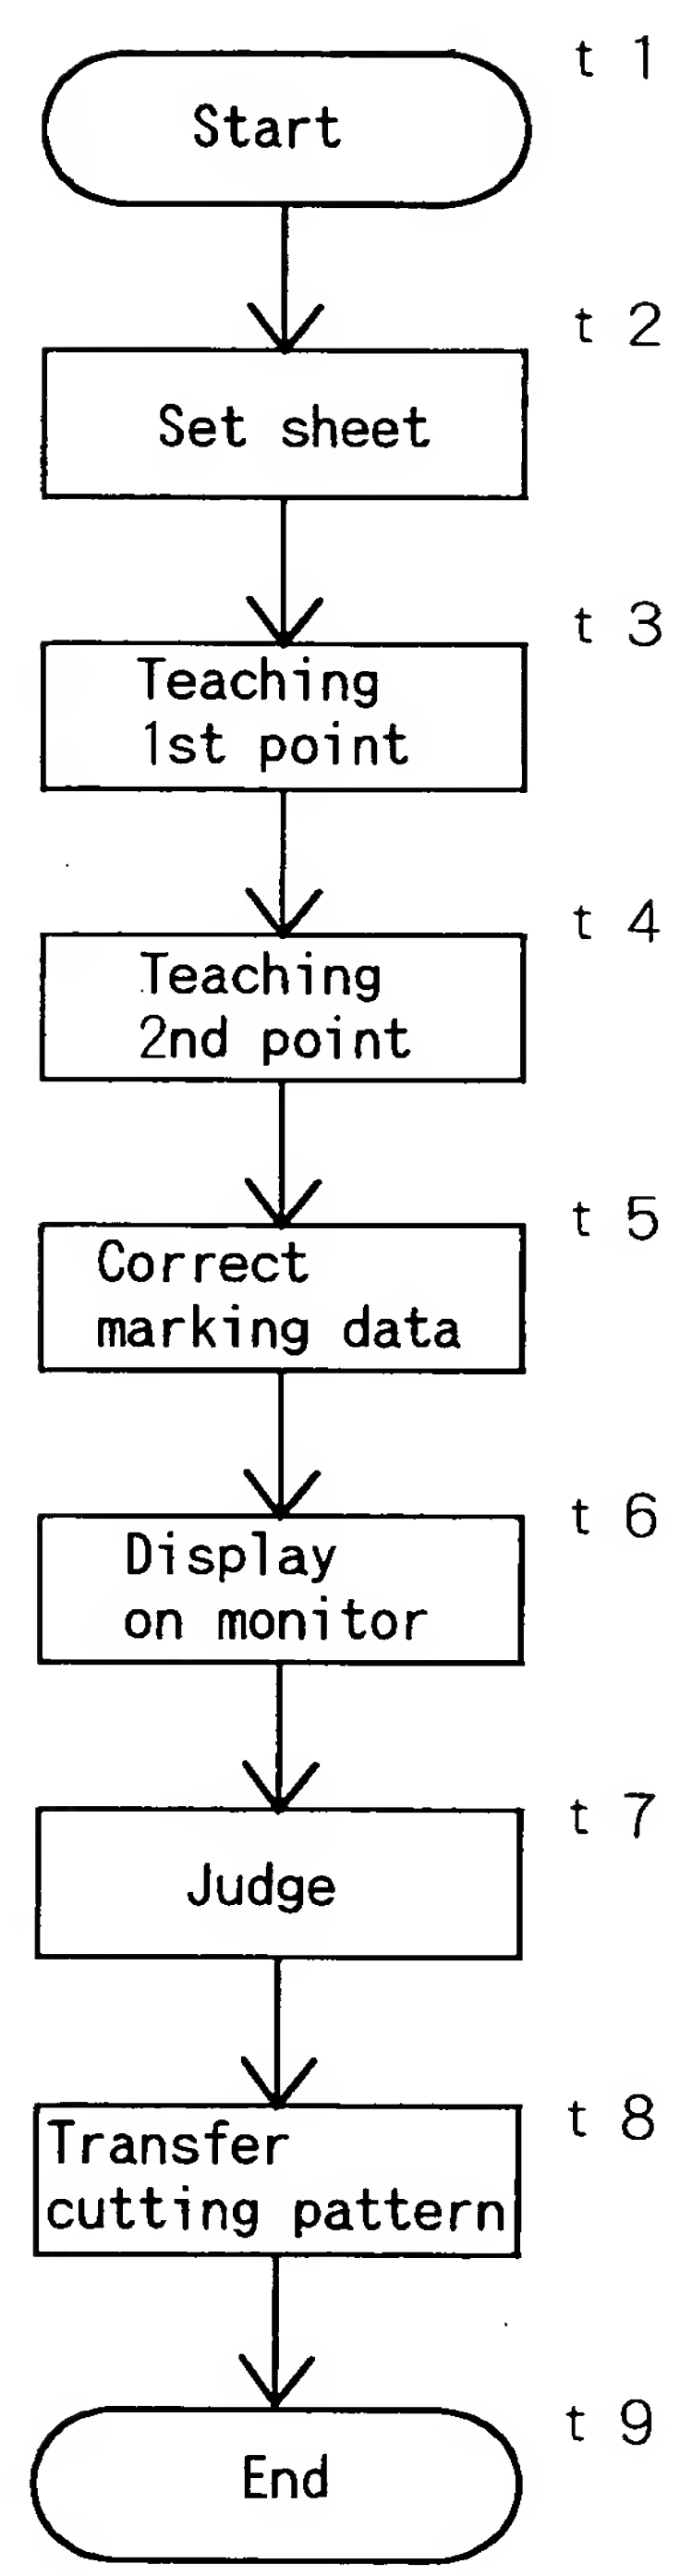 t 1
Start
t 2
Set sheet
t 3
Teaching
1st point
t 4
Teaching
2nd point
t 5
Correct
marking data
t 6
Display
on monitor
t 7
Judge
t 8
Transfer
cutting pattern
t 9
End